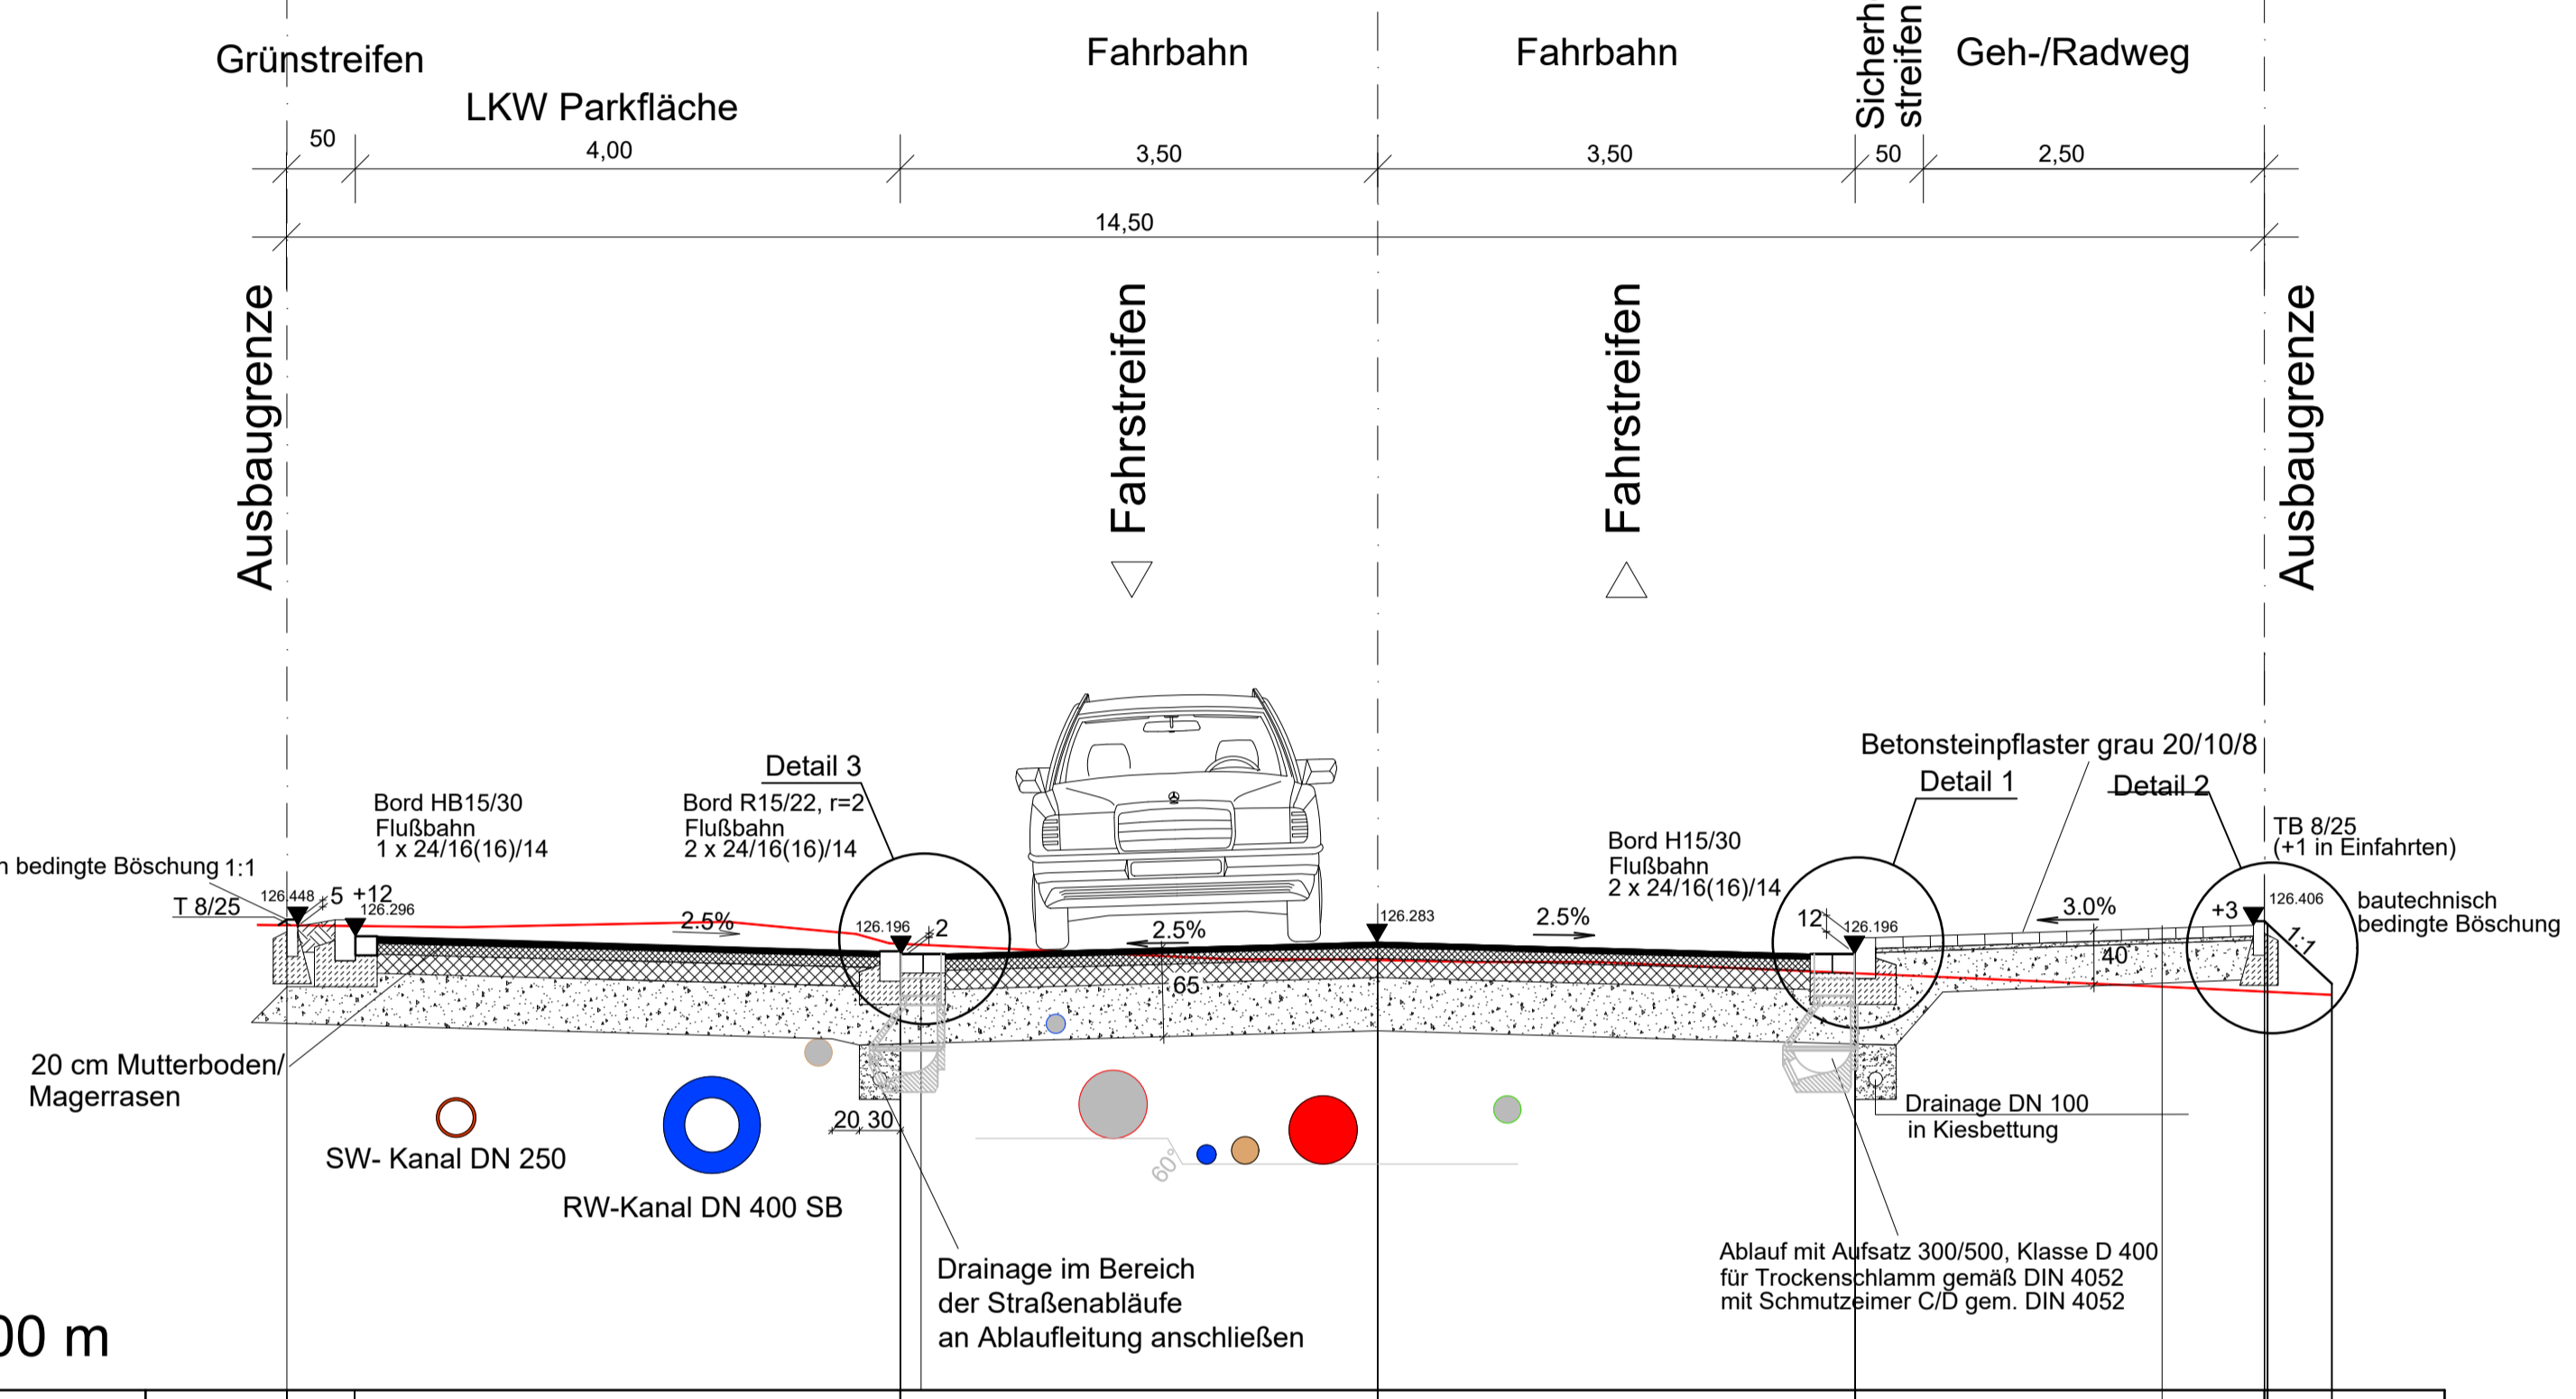 Grünstreifen
LKW Parkfläche
Fahrbahn
Fahrbahn
Sicherh
streifen
Geh-/Radweg
50
4,00
3,50
3,50
50
2,50
14,50
Ausbaugrenze
Fahrstreifen
Fahrstreifen
Ausbaugrenze
Betonsteinpflaster grau 20/10/8
Detail 3
Detail 1
Detail 2
Bord HB15/30
Flußbahn
1 x 24/16(16)/14
Bord R15/22, r=2
Flußbahn
2 x 24/16(16)/14
Bord H15/30
Flußbahn
2 x 24/16(16)/14
TB 8/25
(+1 in Einfahrten)
bedingte Böschung 1:1
T 8/25
126.448
5
+12
126.296
2.5%
126.196
2
2.5%
126.283
2.5%
12
126.196
3.0%
+3
126.406
bautechnisch
bedingte Böschung
1:1
40
65
20 cm Mutterboden/
Magerrasen
SW- Kanal DN 250
RW-Kanal DN 400 SB
20 30
60°
Drainage DN 100
in Kiesbettung
Drainage im Bereich
der Straßenabläufe
an Ablaufleitung anschließen
Ablauf mit Aufsatz 300/500, Klasse D 400
für Trockenschlamm gemäß DIN 4052
mit Schmutzeimer C/D gem. DIN 4052
00 m